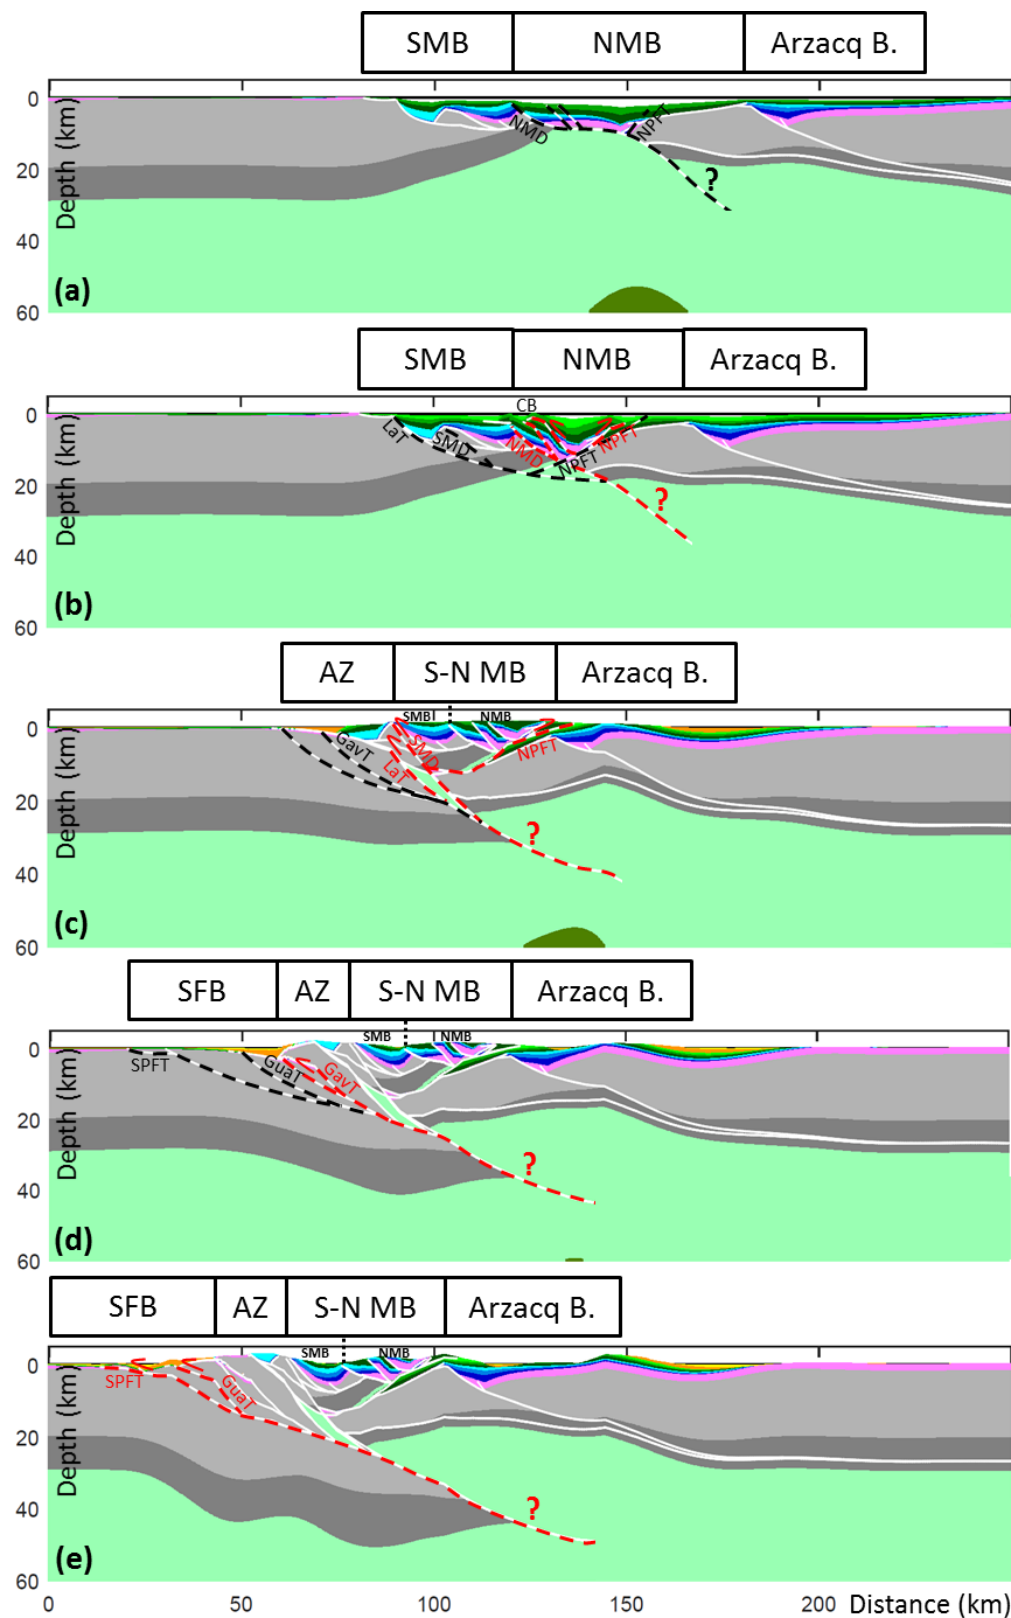 SMB NMB Arzacq B.
0
20
40
60
Depth (km)
NMD
NPFT
?
(a)
SMB NMB Arzacq B.
CB
0
20
40
60
Depth (km)
LaT
SMD
NMD
NPFT
NPFT
?
(b)
AZ S-N MB Arzacq B.
SMB NMB
0
20
40
60
Depth (km)
GavT
SMD
LaT
NPFT
?
(c)
SFB AZ S-N MB Arzacq B.
SMB NMB
0
20
40
60
Depth (km)
SPFT
GuaT
GavT
?
(d)
SFB AZ S-N MB Arzacq B.
SMB NMB
0
20
40
60
Depth (km)
SPFT
GuaT
?
(e)
0 50 100 150 200 Distance (km)